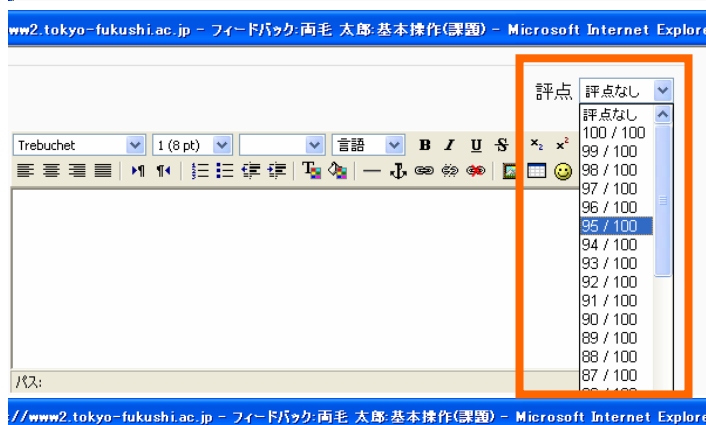 ww2.tokyo-fukushi.ac.jp - フィードバック:両毛 太郎:基本操作(課題) - Microsoft Internet Explore
評点 評点なし
評点なし
100 / 100
99 / 100
98 / 100
97 / 100
96 / 100
95 / 100
94 / 100
93 / 100
92 / 100
91 / 100
90 / 100
89 / 100
88 / 100
87 / 100
Trebuchet 1 (8 pt) 言語 B I U S ×₂ ×²
パス:
://www2.tokyo-fukushi.ac.jp - フィードバック:両毛 太郎:基本操作(課題) - Microsoft Internet Explore